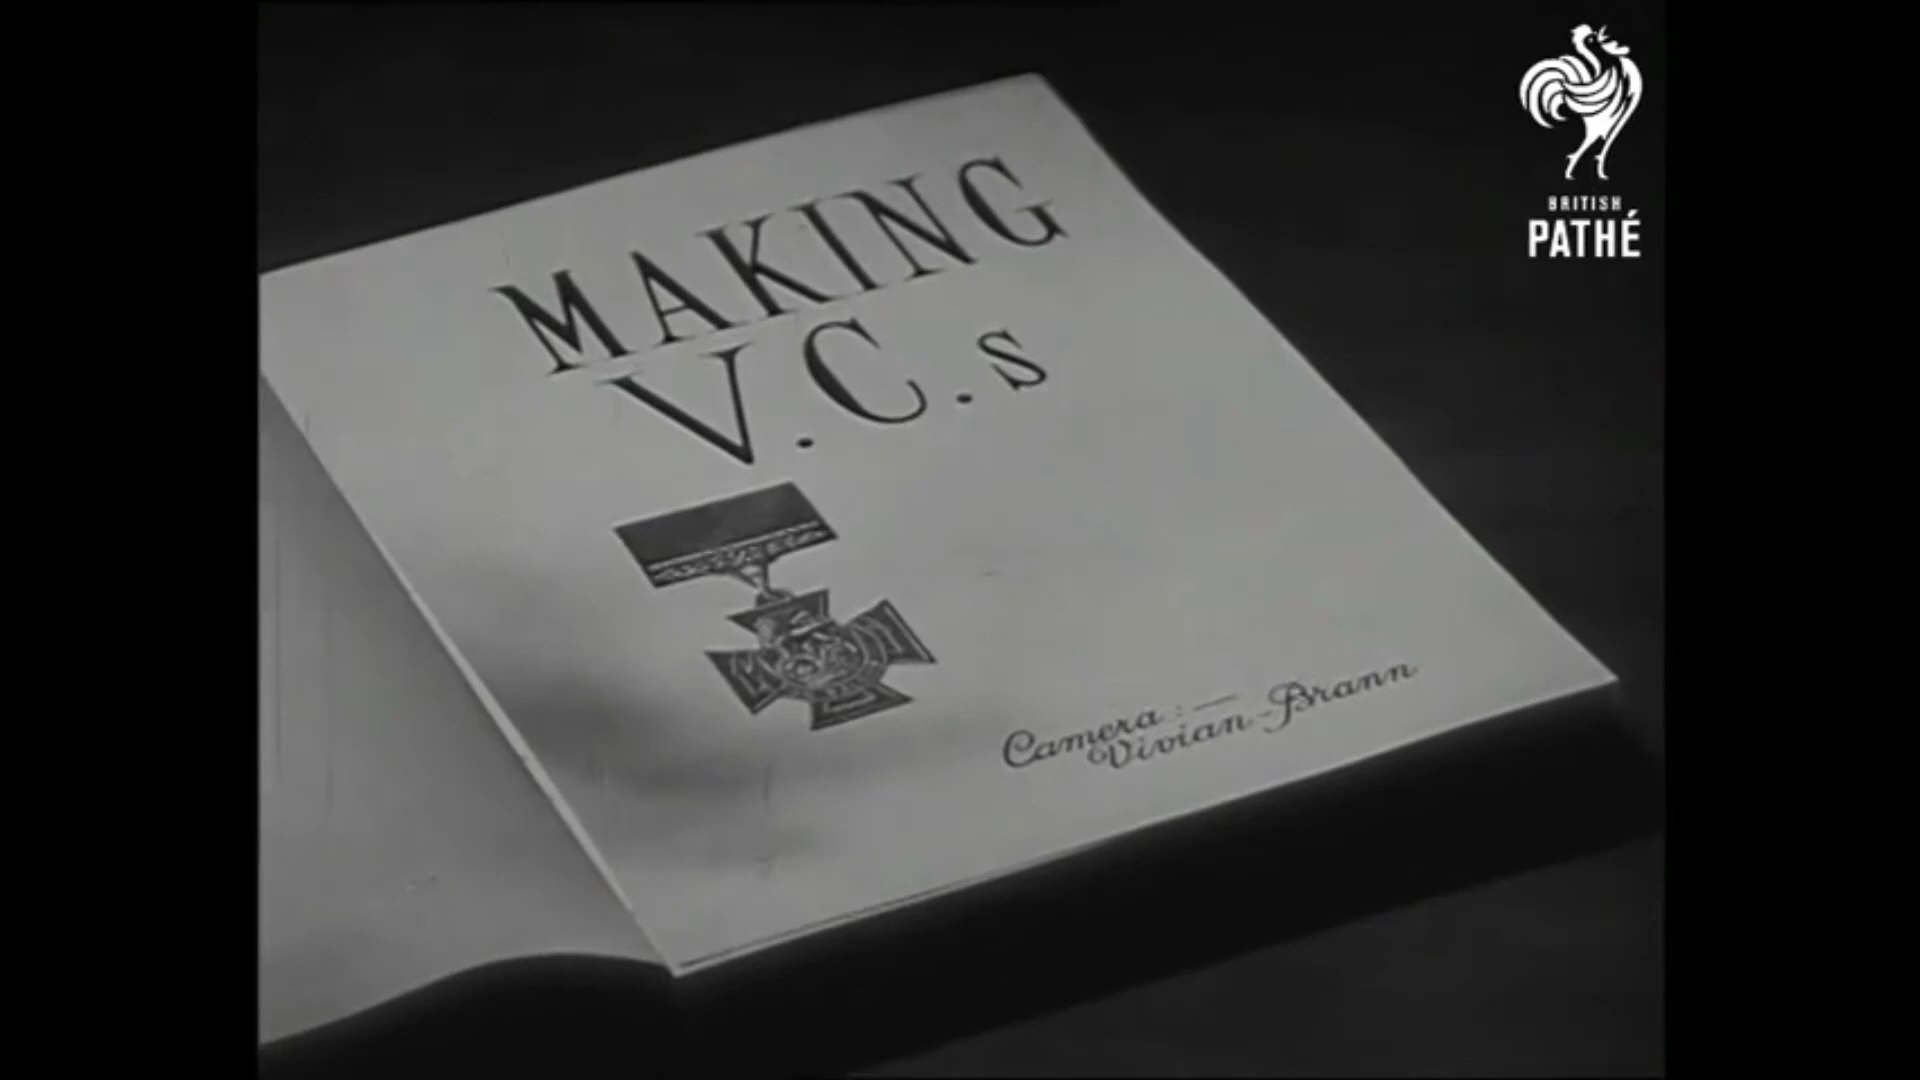 MAKING
V.C.s
Camera:—
Vivian-Brann
BRITISH
PATHÉ